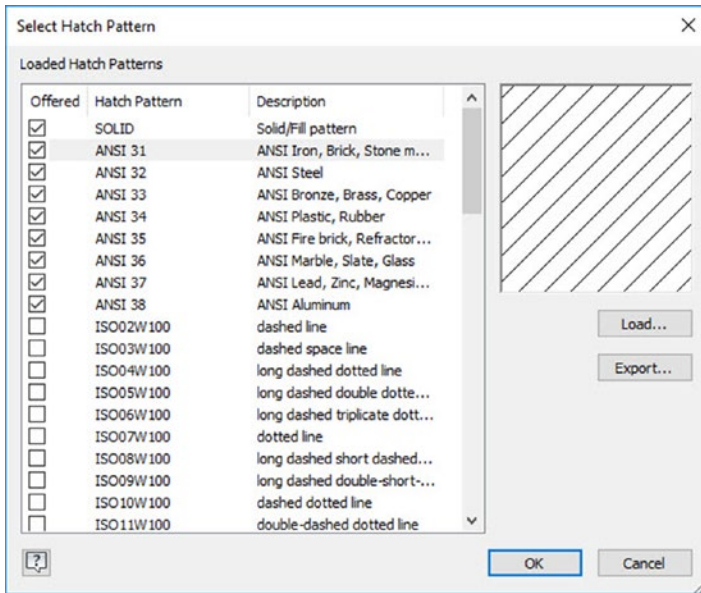 Select Hatch Pattern
Loaded Hatch Patterns
Offered Hatch Pattern Description
SOLID Solid/Fill pattern
ANSI 31 ANSI Iron, Brick, Stone m...
ANSI 32 ANSI Steel
ANSI 33 ANSI Bronze, Brass, Copper
ANSI 34 ANSI Plastic, Rubber
ANSI 35 ANSI Fire brick, Refractor...
ANSI 36 ANSI Marble, Slate, Glass
ANSI 37 ANSI Lead, Zinc, Magnesi...
ANSI 38 ANSI Aluminum
ISO02W100 dashed line
ISO03W100 dashed space line
ISO04W100 long dashed dotted line
ISO05W100 long dashed double dotte...
ISO06W100 long dashed triplicate dott...
ISO07W100 dotted line
ISO08W100 long dashed short dashed...
ISO09W100 long dashed double-short-...
ISO10W100 dashed dotted line
ISO11W100 double-dashed dotted line
Load...
Export...
?
OK Cancel